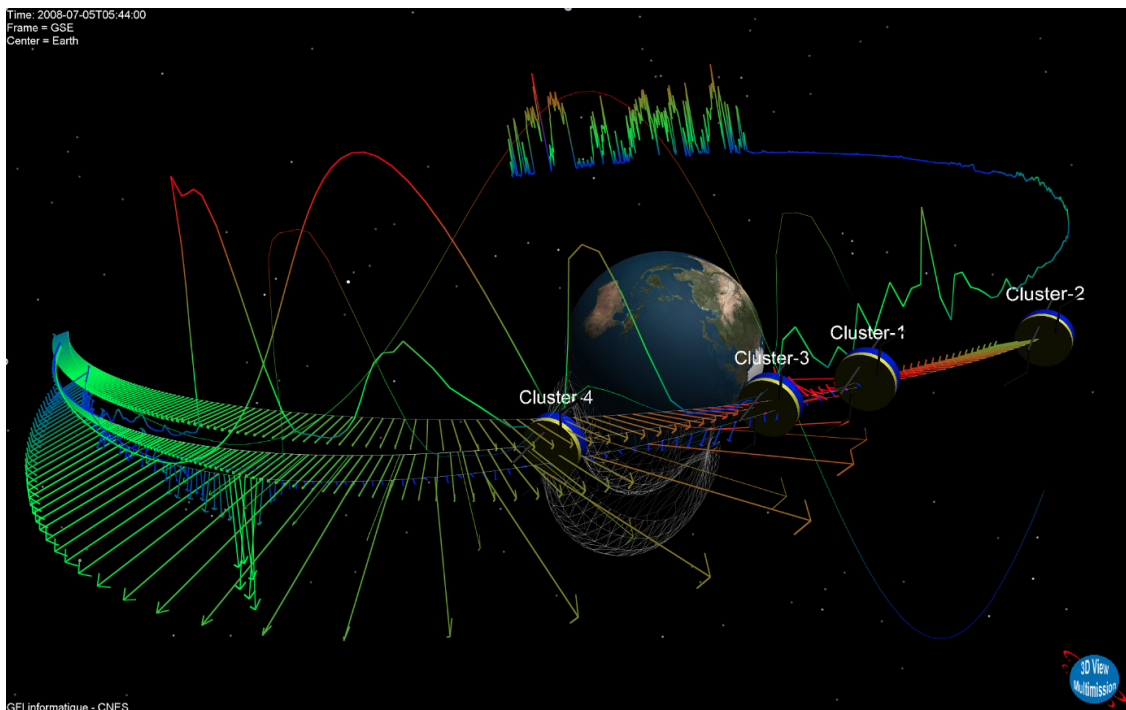 Time: 2008-07-05T05:44:00
Frame = GSE
Center = Earth
Cluster-2
Cluster-1
Cluster-3
Cluster-4
3D View
Multimission
GFI informatique - CNES